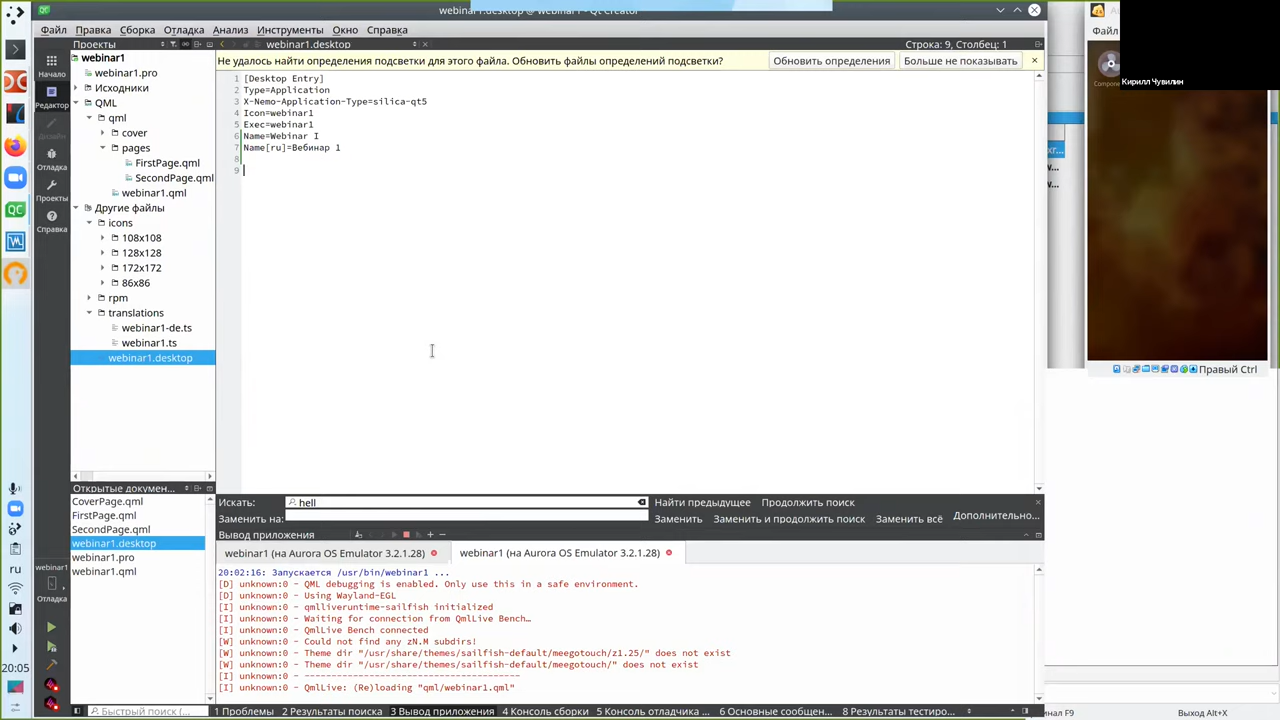 webinar1.desktop @ webinar1 - Qt Creator
Файл Правка Сборка Отладка Анализ Инструменты Окно Справка
Проекты
webinar1.desktop
Строка: 9, Столбец: 1
Не удалось найти определения подсветки для этого файла. Обновить файлы определений подсветки?
Обновить определения
Больше не показывать
Начало
Редактор
Дизайн
Отладка
Проекты
Справка
webinar1
webinar1.pro
Исходники
QML
qml
cover
pages
FirstPage.qml
SecondPage.qml
webinar1.qml
Другие файлы
icons
108x108
128x128
172x172
86x86
rpm
translations
webinar1-de.ts
webinar1.ts
webinar1.desktop
1 [Desktop Entry]
2 Type=Application
3 X-Nemo-Application-Type=silica-qt5
4 Icon=webinar1
5 Exec=webinar1
6 Name=Webinar I
7 Name[ru]=Вебинар 1
8
9
Открытые докумен...
CoverPage.qml
FirstPage.qml
SecondPage.qml
webinar1.desktop
webinar1.pro
webinar1.qml
Искать: hell
Найти предыдущее Продолжить поиск
Заменить на:
Заменить Заменить и продолжить поиск Заменить всё Дополнительно...
Вывод приложения
webinar1 (на Aurora OS Emulator 3.2.1.28)
webinar1 (на Aurora OS Emulator 3.2.1.28)
20:02:16: Запускается /usr/bin/webinar1 ...
[D] unknown:0 - QML debugging is enabled. Only use this in a safe environment.
[D] unknown:0 - Using Wayland-EGL
[I] unknown:0 - qmlliveruntime-sailfish initialized
[I] unknown:0 - Waiting for connection from QmlLive Bench…
[I] unknown:0 - QmlLive Bench connected
[W] unknown:0 - Could not find any zN.M subdirs!
[W] unknown:0 - Theme dir "/usr/share/themes/sailfish-default/meegotouch/z1.25/" does not exist
[W] unknown:0 - Theme dir "/usr/share/themes/sailfish-default/meegotouch/" does not exist
[I] unknown:0 - ---------------------------------------
[I] unknown:0 - QmlLive: (Re)loading "qml/webinar1.qml"
webinar1
Отладка
ru
20:05
Быстрый поиск (...
1 Проблемы 2 Результаты поиска 3 Вывод приложения 4 Консоль сборки 5 Консоль отладчика ... 6 Основные сообщен... 8 Результаты тестиро...
Файл
Кирилл Чувилин
Правый Ctrl
F9
Выход Alt+X